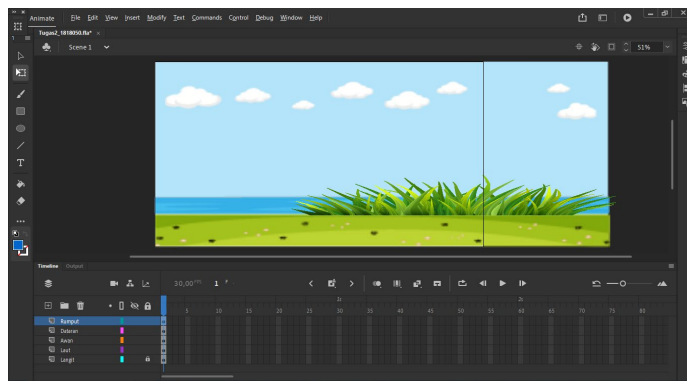 Animate File Edit View Insert Modify Text Commands Control Debug Window Help
Tugas2_1818050.fla* ×
Scene 1
51%
T
Timeline Output
30,00 FPS 1 F
1s 2s
5 10 15 20 25 30 35 40 45 50 55 60 65 70 75 80
Rumput
Dataran
Awan
Laut
Langit